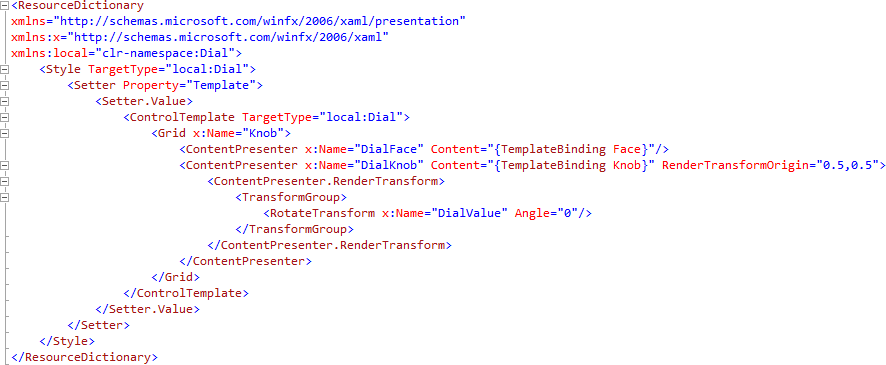 <ResourceDictionary
xmlns="http://schemas.microsoft.com/winfx/2006/xaml/presentation"
xmlns:x="http://schemas.microsoft.com/winfx/2006/xaml"
xmlns:local="clr-namespace:Dial">
    <Style TargetType="local:Dial">
        <Setter Property="Template">
            <Setter.Value>
                <ControlTemplate TargetType="local:Dial">
                    <Grid x:Name="Knob">
                        <ContentPresenter x:Name="DialFace" Content="{TemplateBinding Face}"/>
                        <ContentPresenter x:Name="DialKnob" Content="{TemplateBinding Knob}" RenderTransformOrigin="0.5,0.5">
                            <ContentPresenter.RenderTransform>
                                <TransformGroup>
                                    <RotateTransform x:Name="DialValue" Angle="0"/>
                                </TransformGroup>
                            </ContentPresenter.RenderTransform>
                        </ContentPresenter>
                    </Grid>
                </ControlTemplate>
            </Setter.Value>
        </Setter>
    </Style>
</ResourceDictionary>